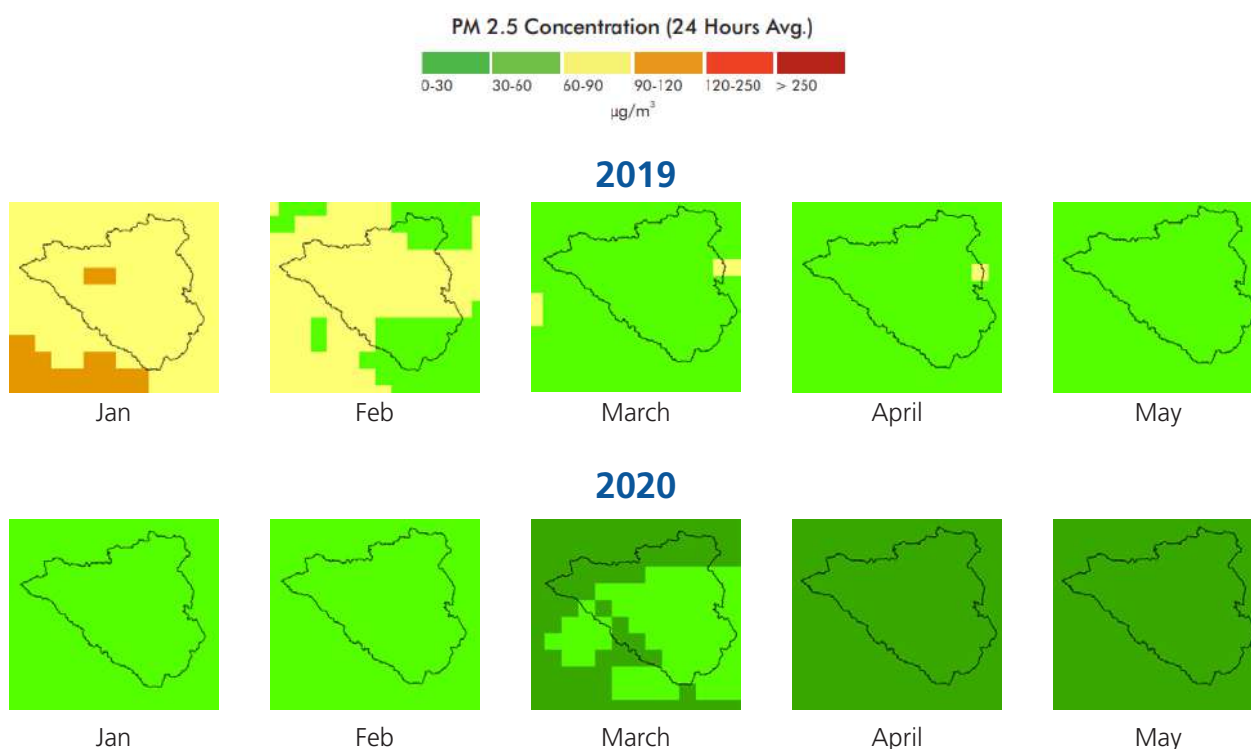 PM 2.5 Concentration (24 Hours Avg.)
0-30 30-60 60-90 90-120 120-250 > 250
µg/m³
2019
Jan Feb March April May
2020
Jan Feb March April May